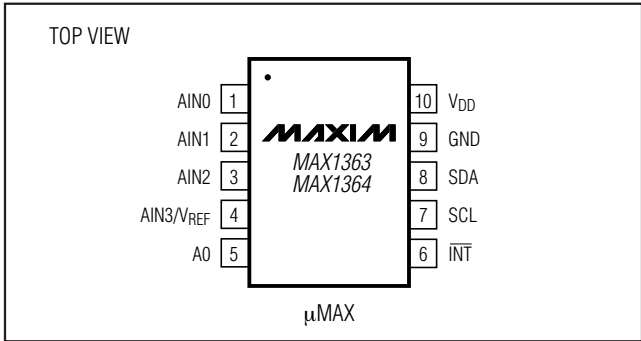 TOP VIEW
AIN0 1
AIN1 2
AIN2 3
AIN3/VREF 4
A0 5
MAXIM
MAX1363
MAX1364
10 VDD
9 GND
8 SDA
7 SCL
6 INT
µMAX